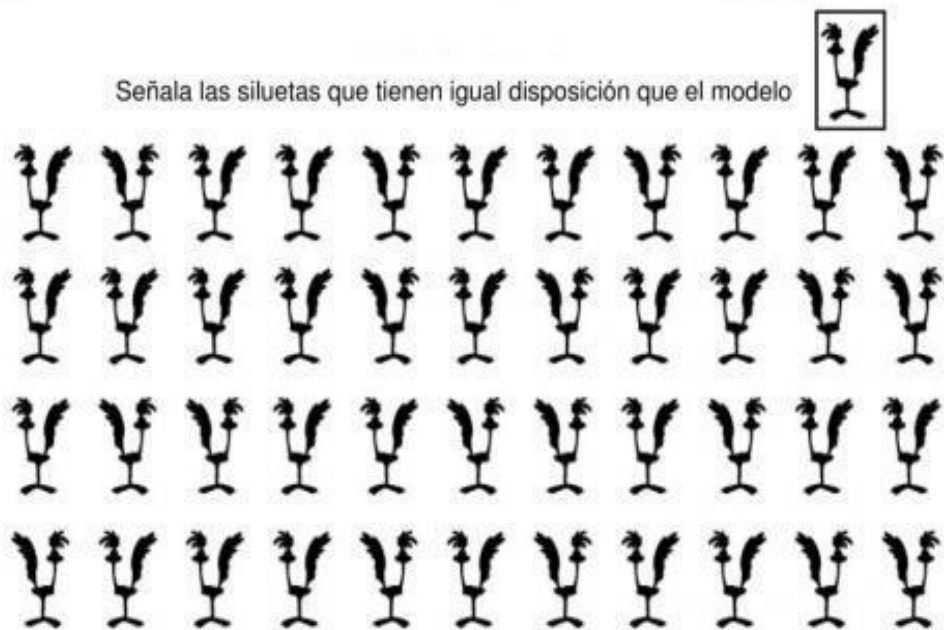 Señala las siluetas que tienen igual disposición que el modelo